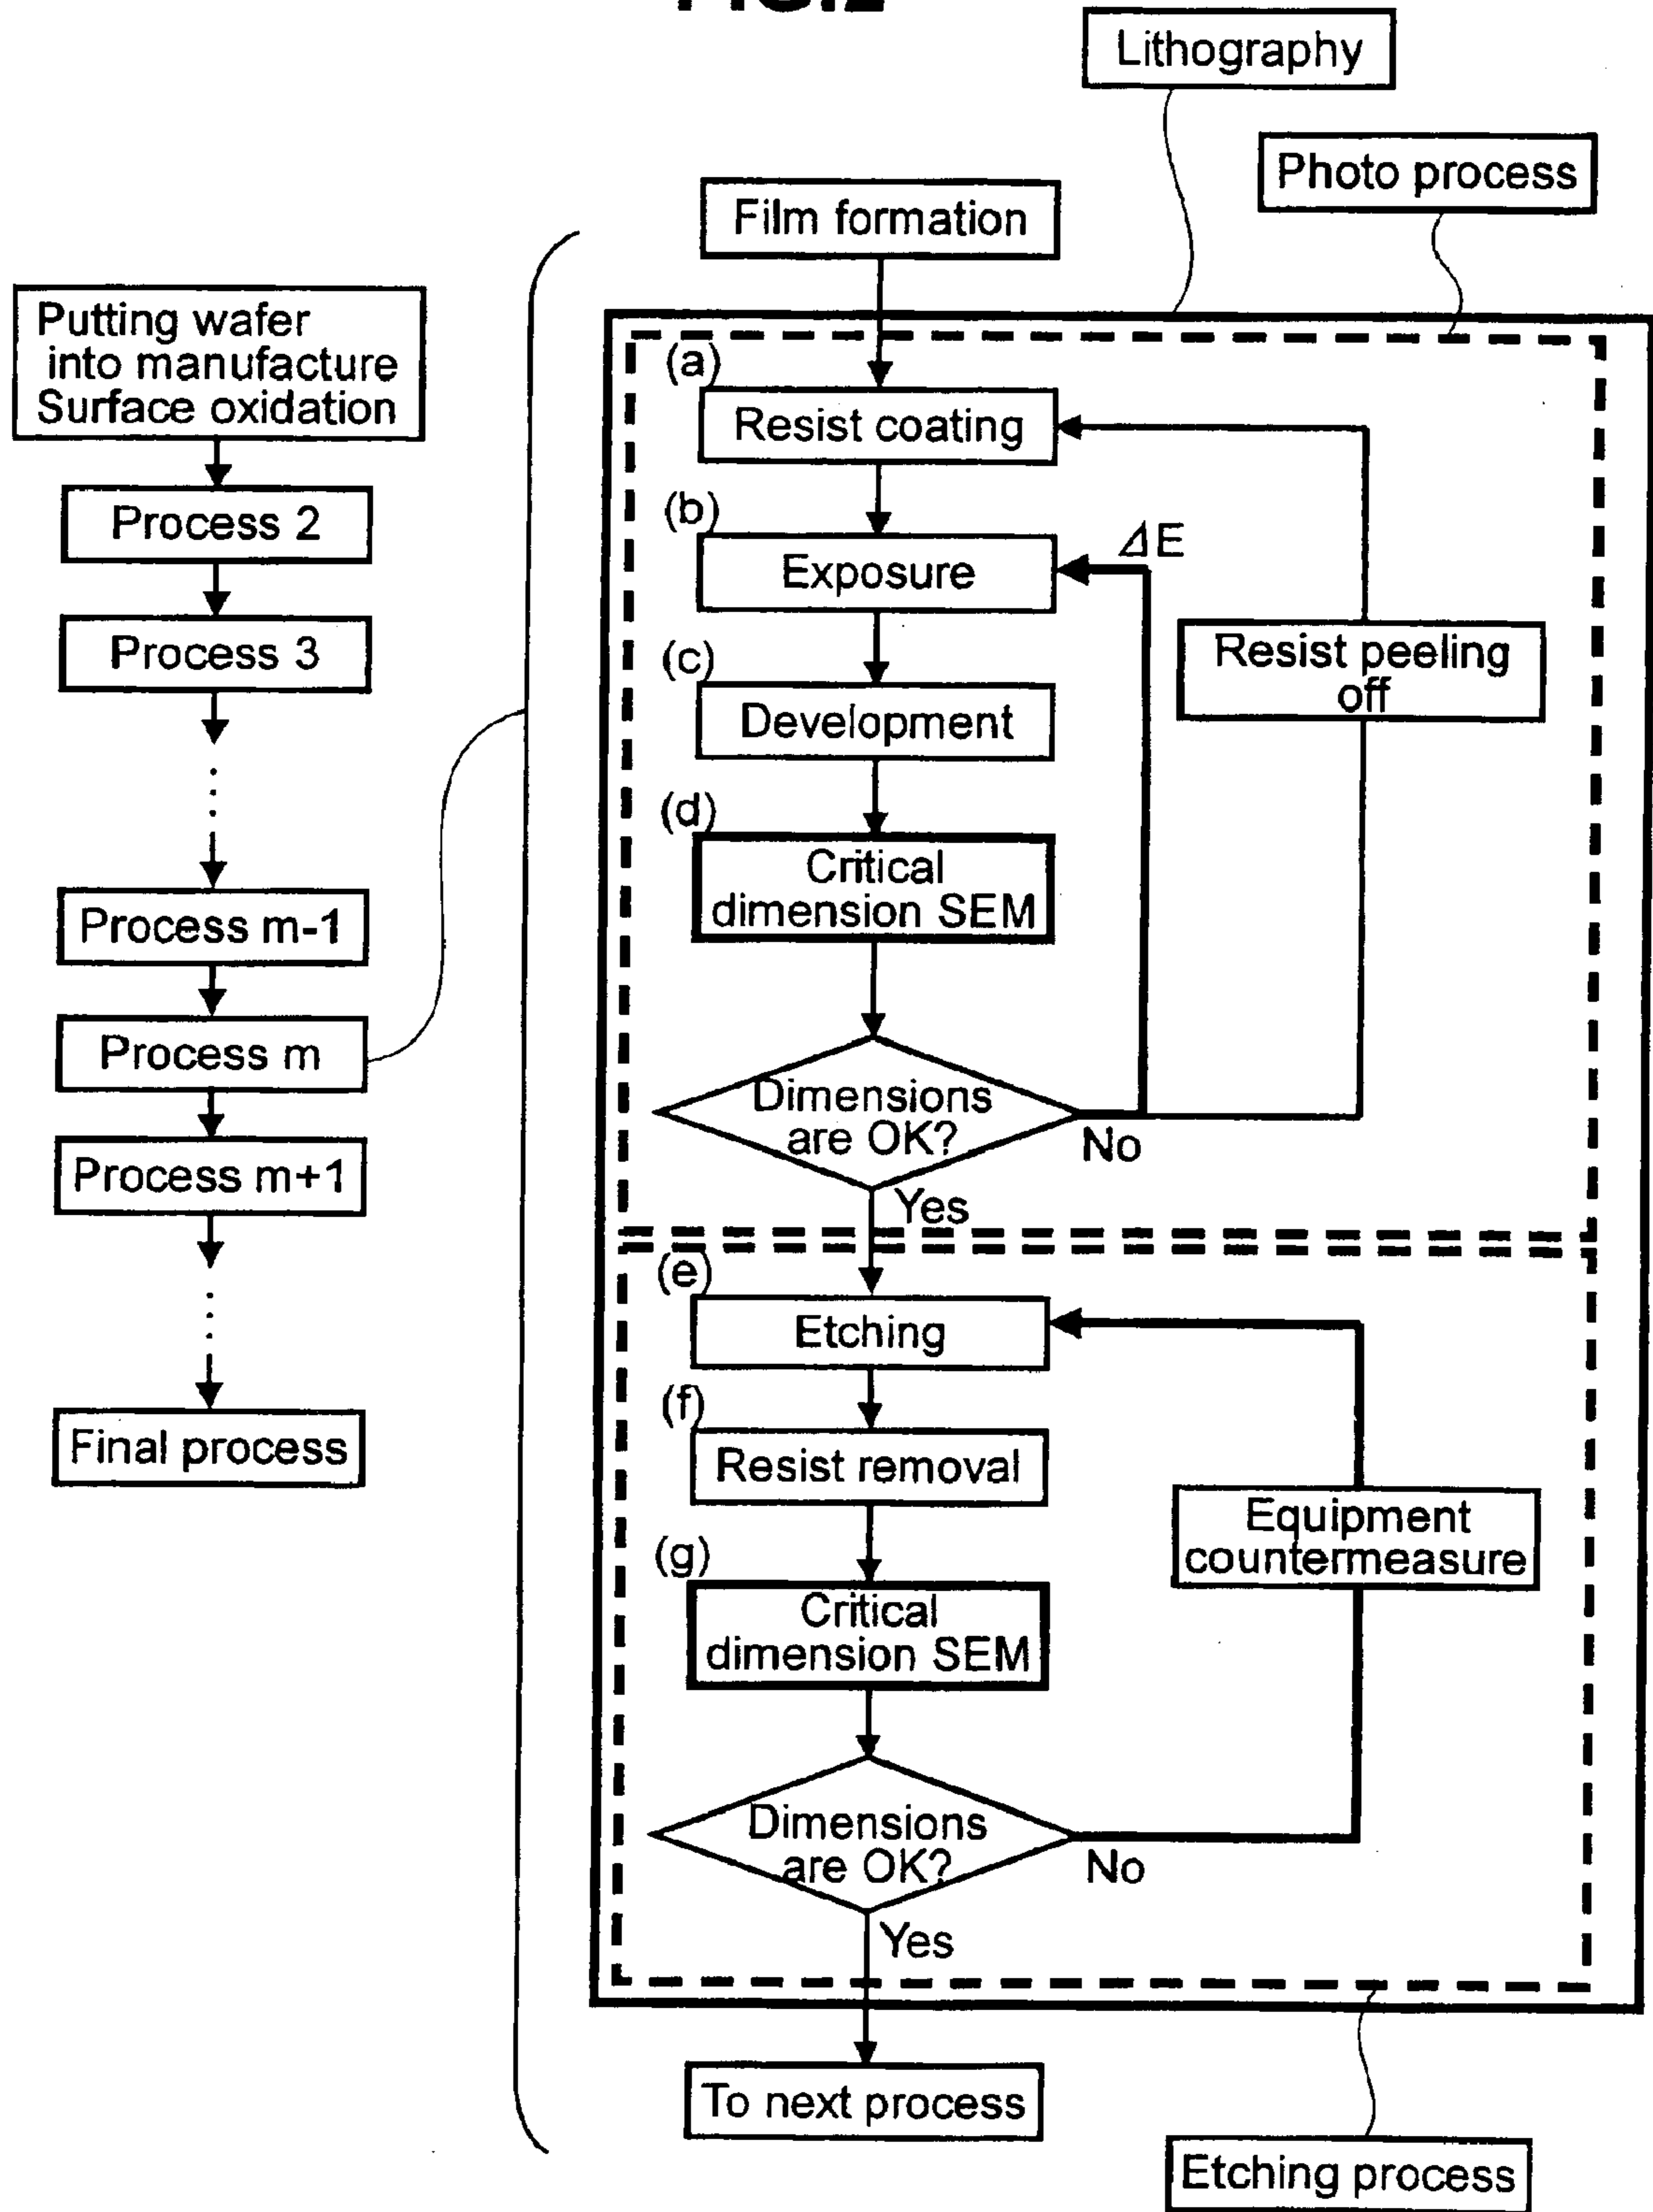 FIG.2
Lithography
Photo process
Film formation
Putting wafer
into manufacture
Surface oxidation
Process 2
Process 3
Process m-1
Process m
Process m+1
Final process
(a)
Resist coating
(b)
Exposure
ΔE
(c)
Development
Resist peeling
off
(d)
Critical
dimension SEM
Dimensions
are OK?
No
Yes
(e)
Etching
(f)
Resist removal
Equipment
countermeasure
(g)
Critical
dimension SEM
Dimensions
are OK?
No
Yes
To next process
Etching process